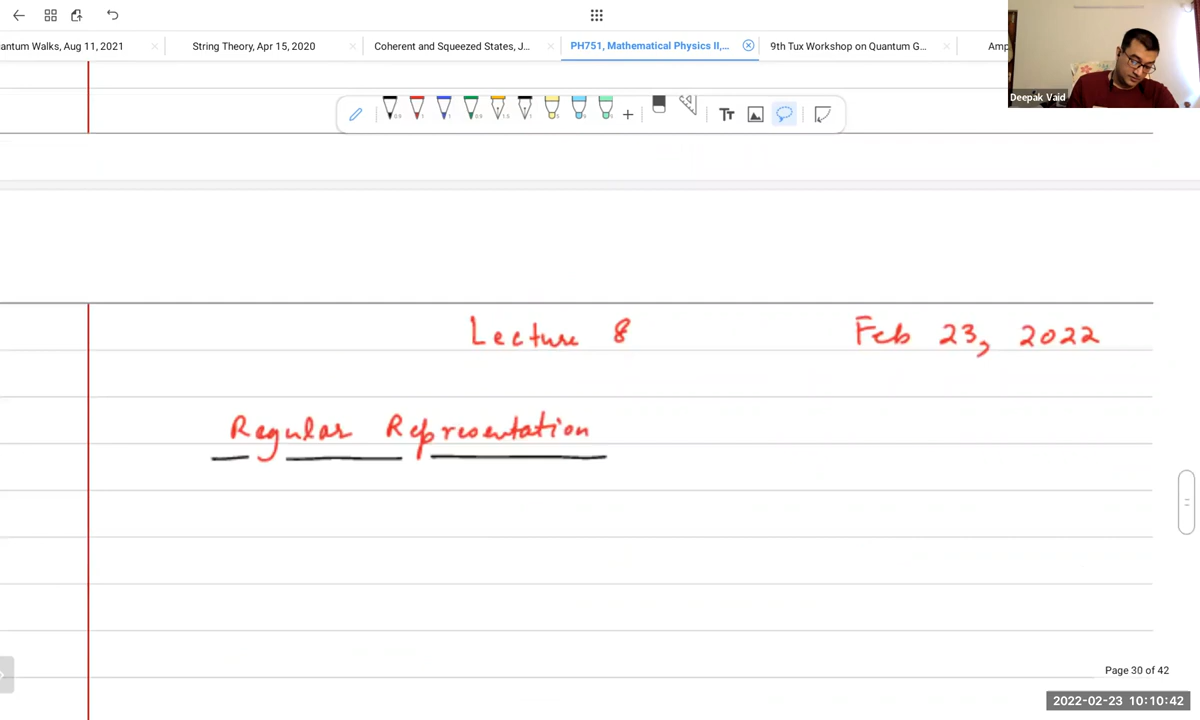 antum Walks, Aug 11, 2021
String Theory, Apr 15, 2020
Coherent and Squeezed States, J...
PH751, Mathematical Physics II,...
9th Tux Workshop on Quantum G...
Amp
Deepak Vaid
Tт
Lecture 8
Feb 23, 2022
Regular Representation
Page 30 of 42
2022-02-23 10:10:42